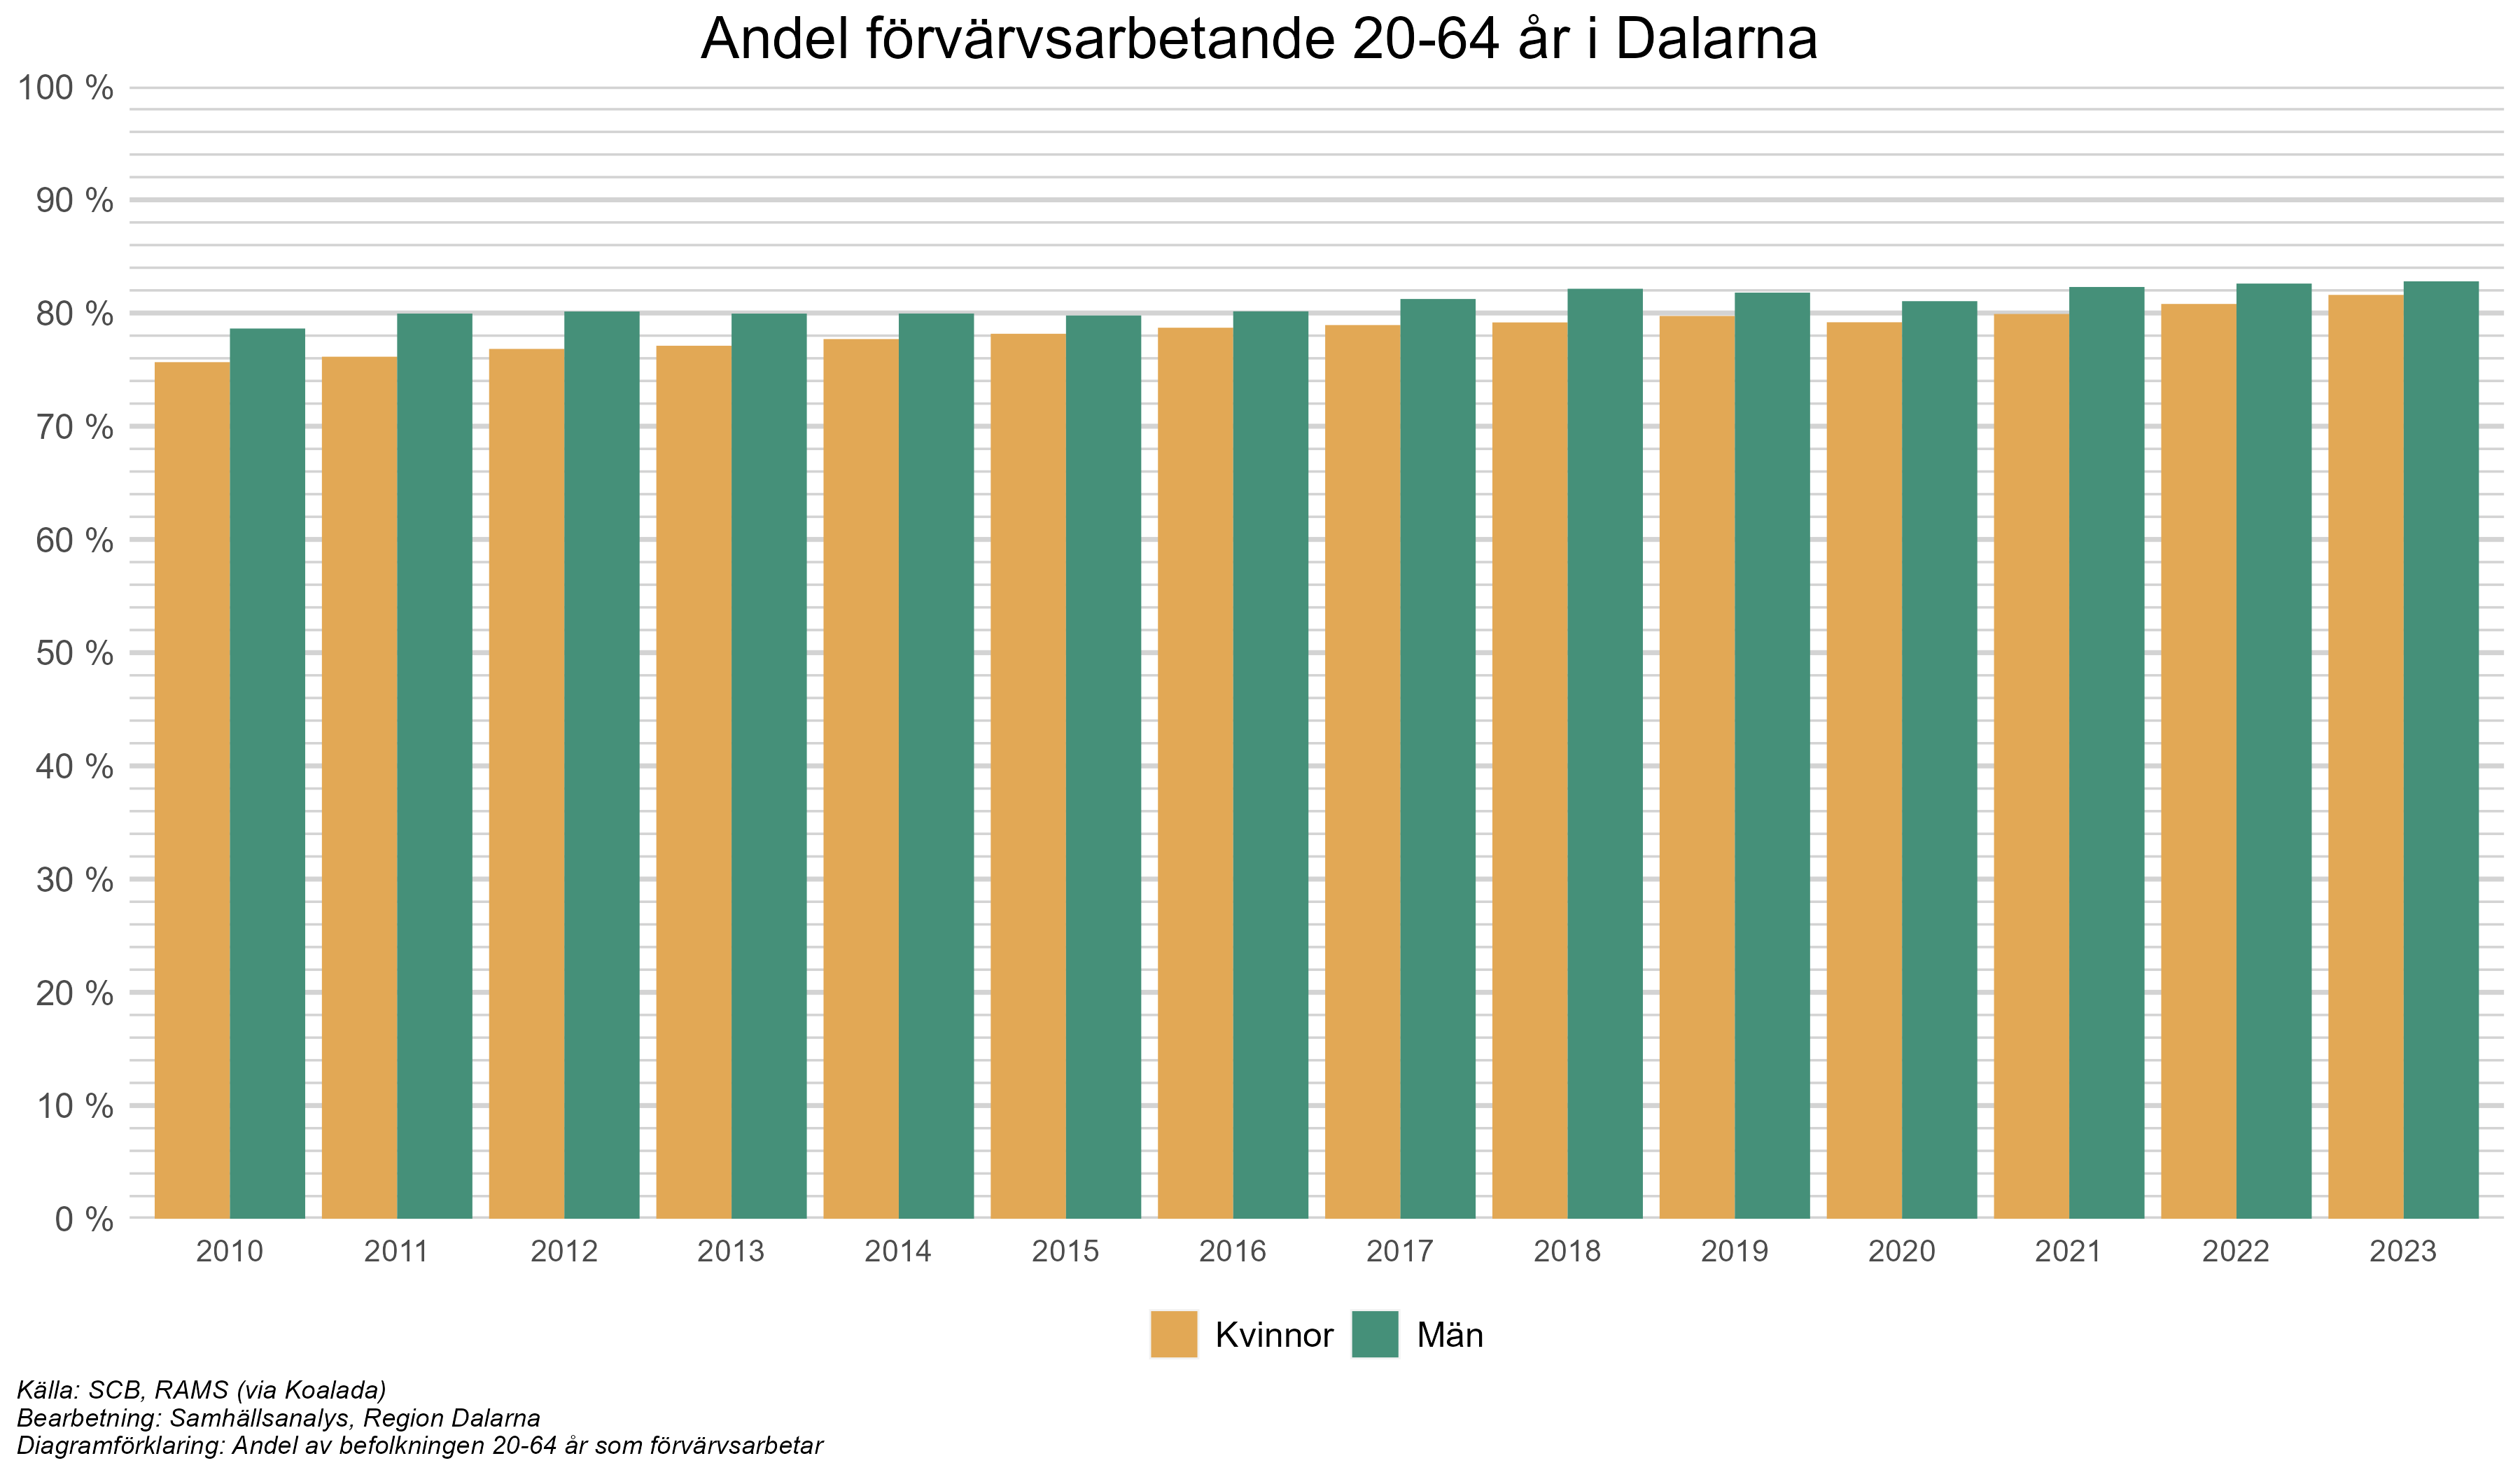 Andel förvärvsarbetande 20-64 år i Dalarna
100 %
90 %
80 %
70 %
60 %
50 %
40 %
30 %
20 %
10 %
0 %
2010 2011 2012 2013 2014 2015 2016 2017 2018 2019 2020 2021 2022 2023
Kvinnor Män
Källa: SCB, RAMS (via Koalada)
Bearbetning: Samhällsanalys, Region Dalarna
Diagramförklaring: Andel av befolkningen 20-64 år som förvärvsarbetar